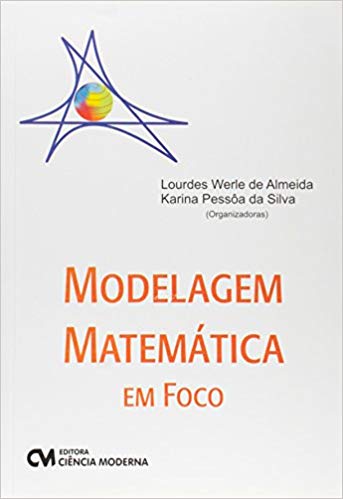 Lourdes Werle de Almeida
Karina Pessôa da Silva
(Organizadoras)
MODELAGEM
MATEMÁTICA
EM FOCO
CM EDITORA
CIÊNCIA MODERNA